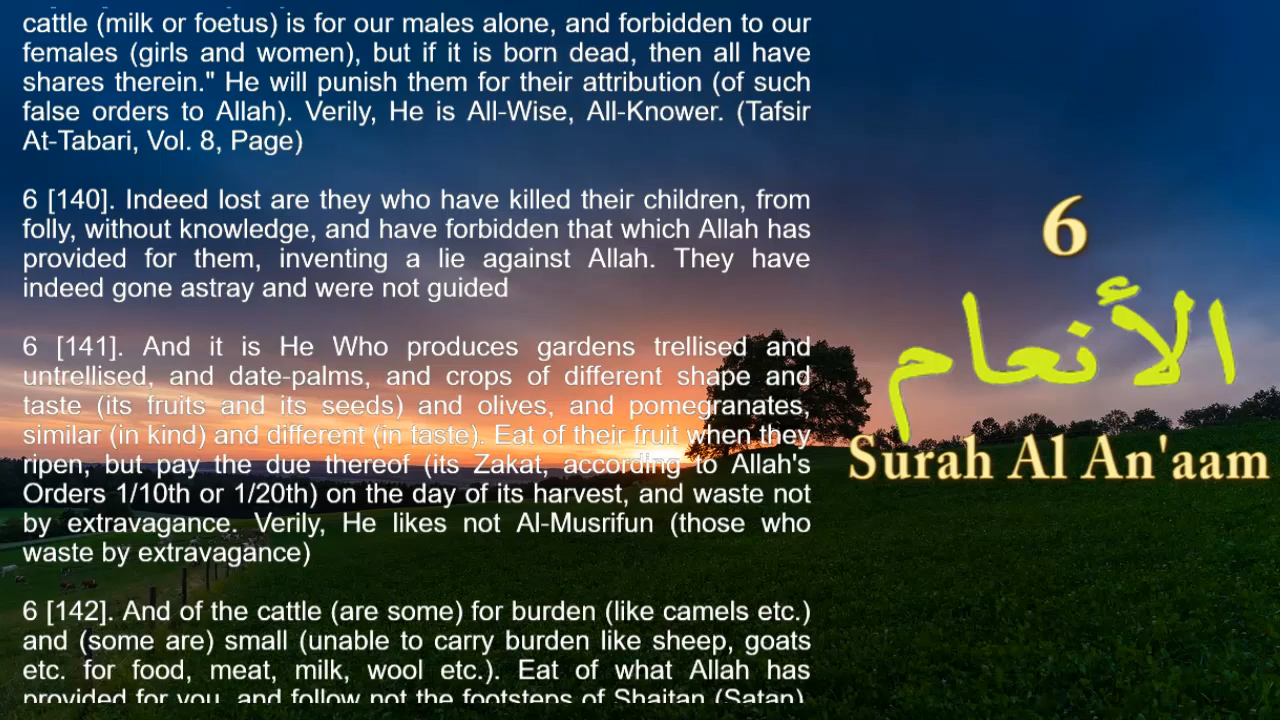 cattle (milk or foetus) is for our males alone, and forbidden to our
females (girls and women), but if it is born dead, then all have
shares therein." He will punish them for their attribution (of such
false orders to Allah). Verily, He is All-Wise, All-Knower. (Tafsir
At-Tabari, Vol. 8, Page)
6 [140]. Indeed lost are they who have killed their children, from
folly, without knowledge, and have forbidden that which Allah has
provided for them, inventing a lie against Allah. They have
indeed gone astray and were not guided
6 [141]. And it is He Who produces gardens trellised and
untrellised, and date-palms, and crops of different shape and
taste (its fruits and its seeds) and olives, and pomegranates,
similar (in kind) and different (in taste). Eat of their fruit when they
ripen, but pay the due thereof (its Zakat, according to Allah's
Orders 1/10th or 1/20th) on the day of its harvest, and waste not
by extravagance. Verily, He likes not Al-Musrifun (those who
waste by extravagance)
6 [142]. And of the cattle (are some) for burden (like camels etc.)
and (some are) small (unable to carry burden like sheep, goats
etc. for food, meat, milk, wool etc.). Eat of what Allah has
provided for you, and follow not the footsteps of Shaitan (Satan).
6
الأنعام
Surah Al An'aam